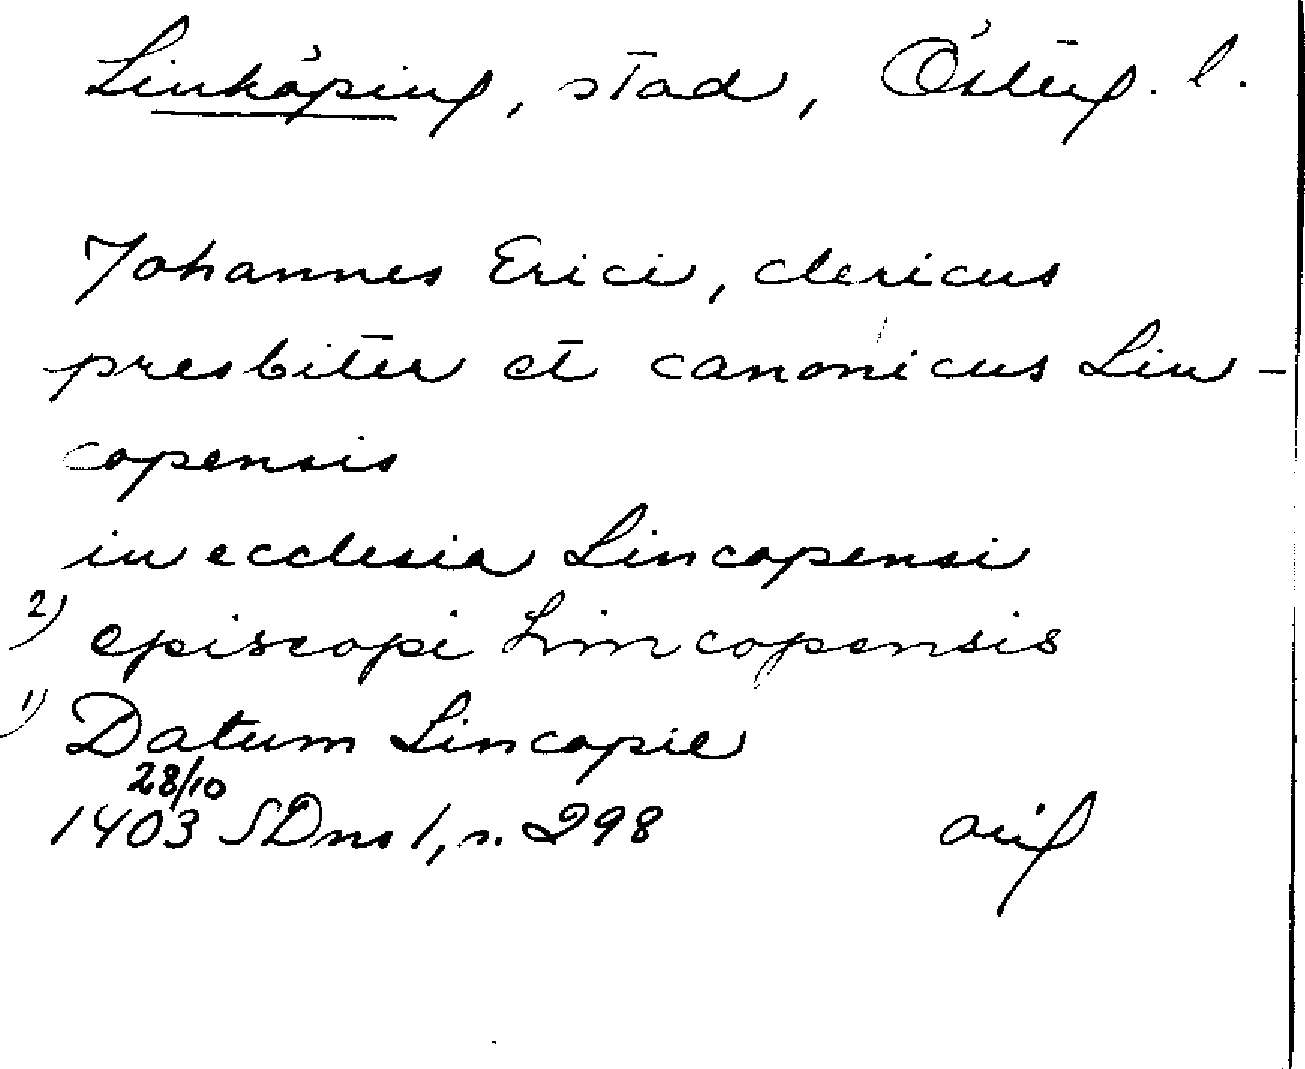 Linköping, stad, Österg. l.
Johannes Erici, clericus
presbiter et canonicus Lin-
copensis
in ecclesia Lincopensi
2) episcopi Lincopensis
1) Datum Lincopie
28/10
1403 SDns 1, s. 298 orig